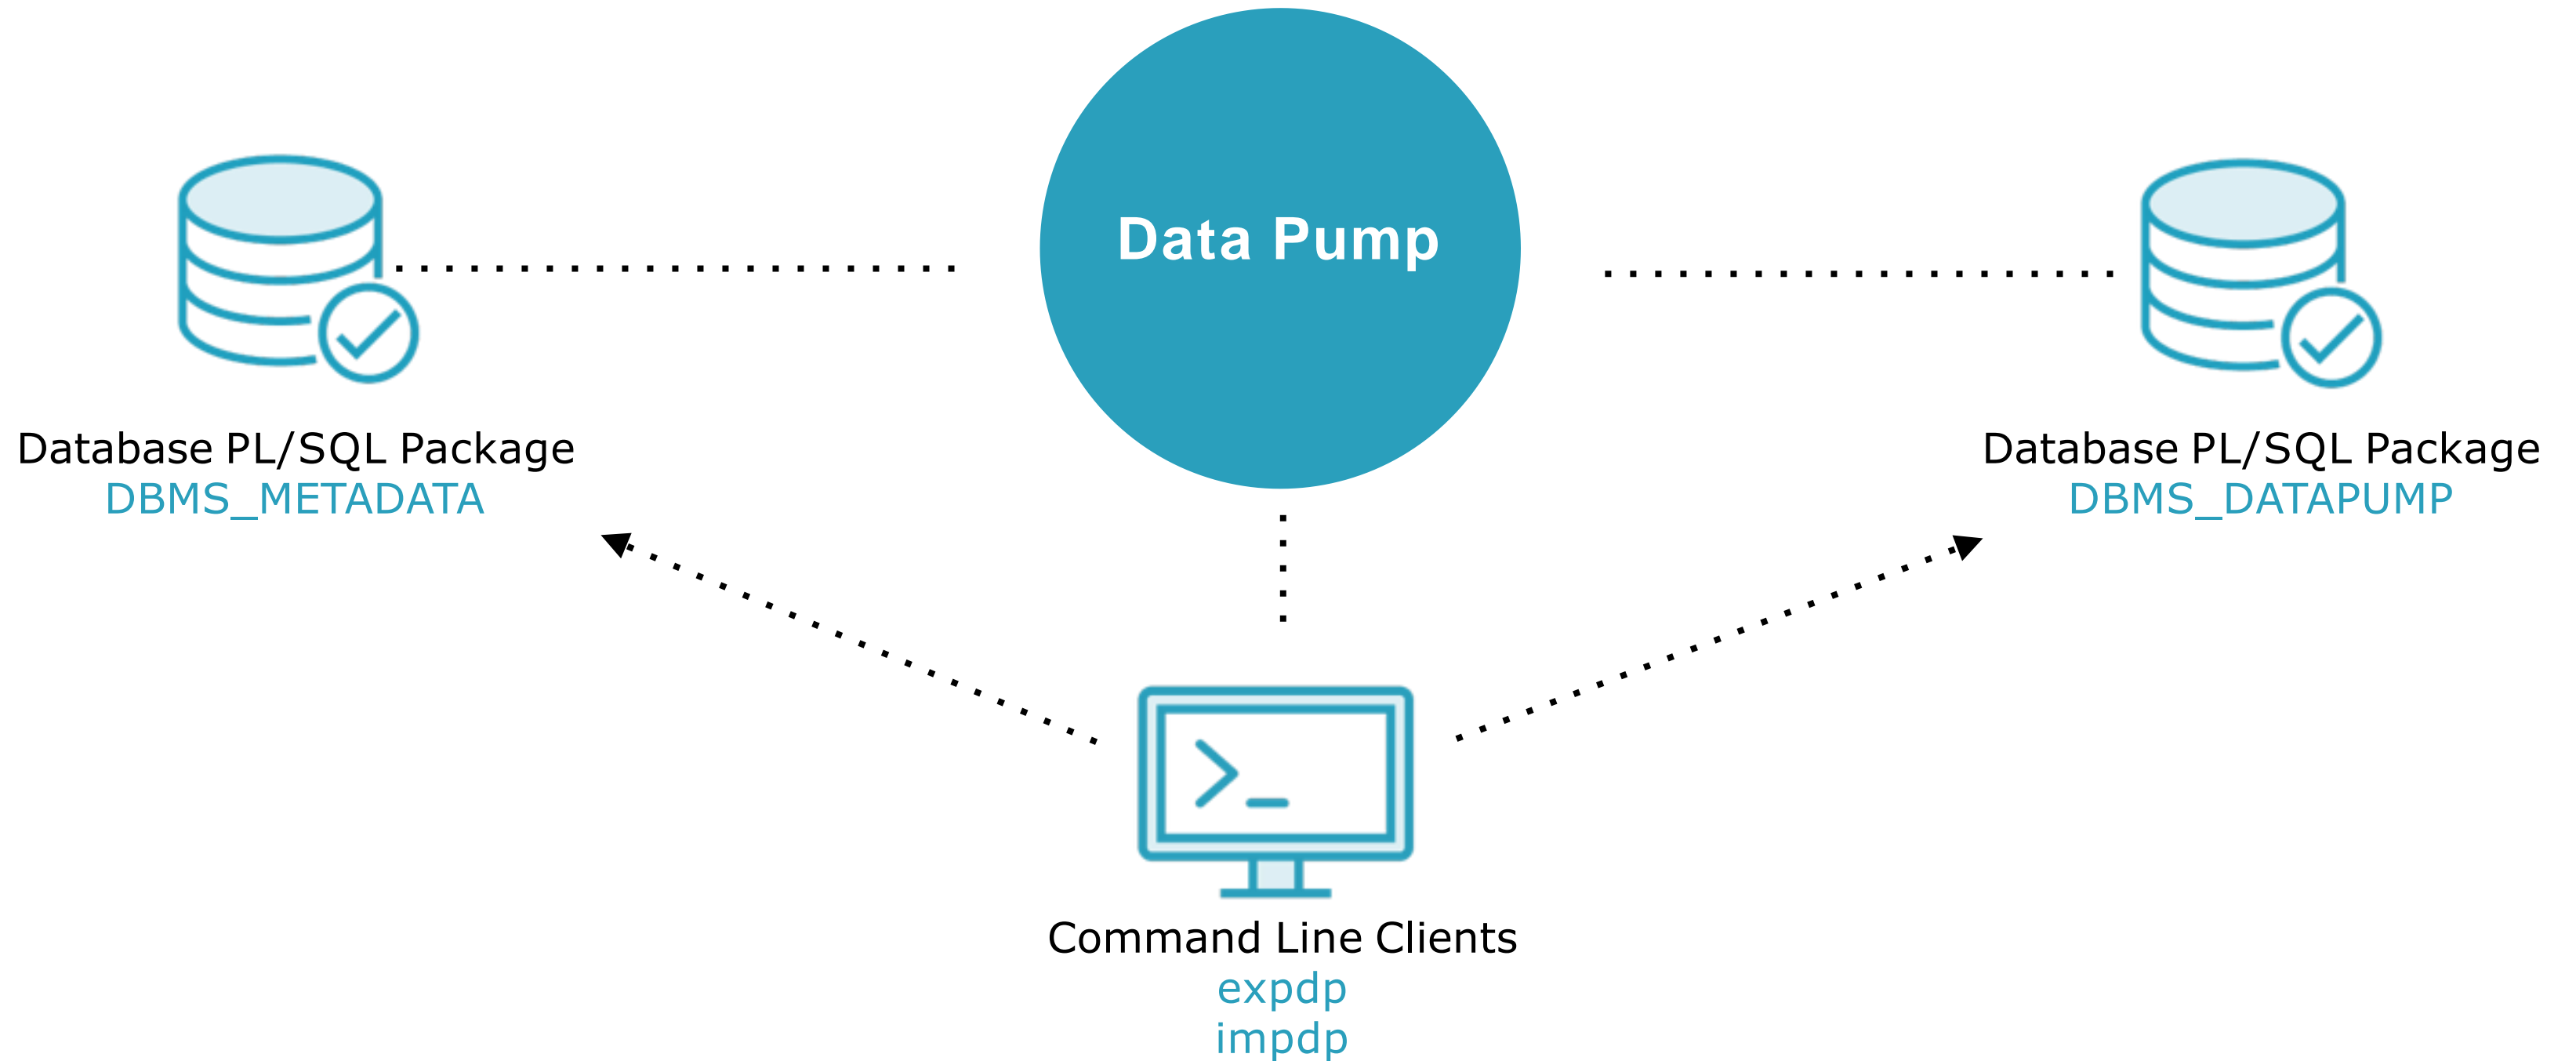 Data Pump
Database PL/SQL Package
DBMS_METADATA
Database PL/SQL Package
DBMS_DATAPUMP
>_
Command Line Clients
expdp
impdp